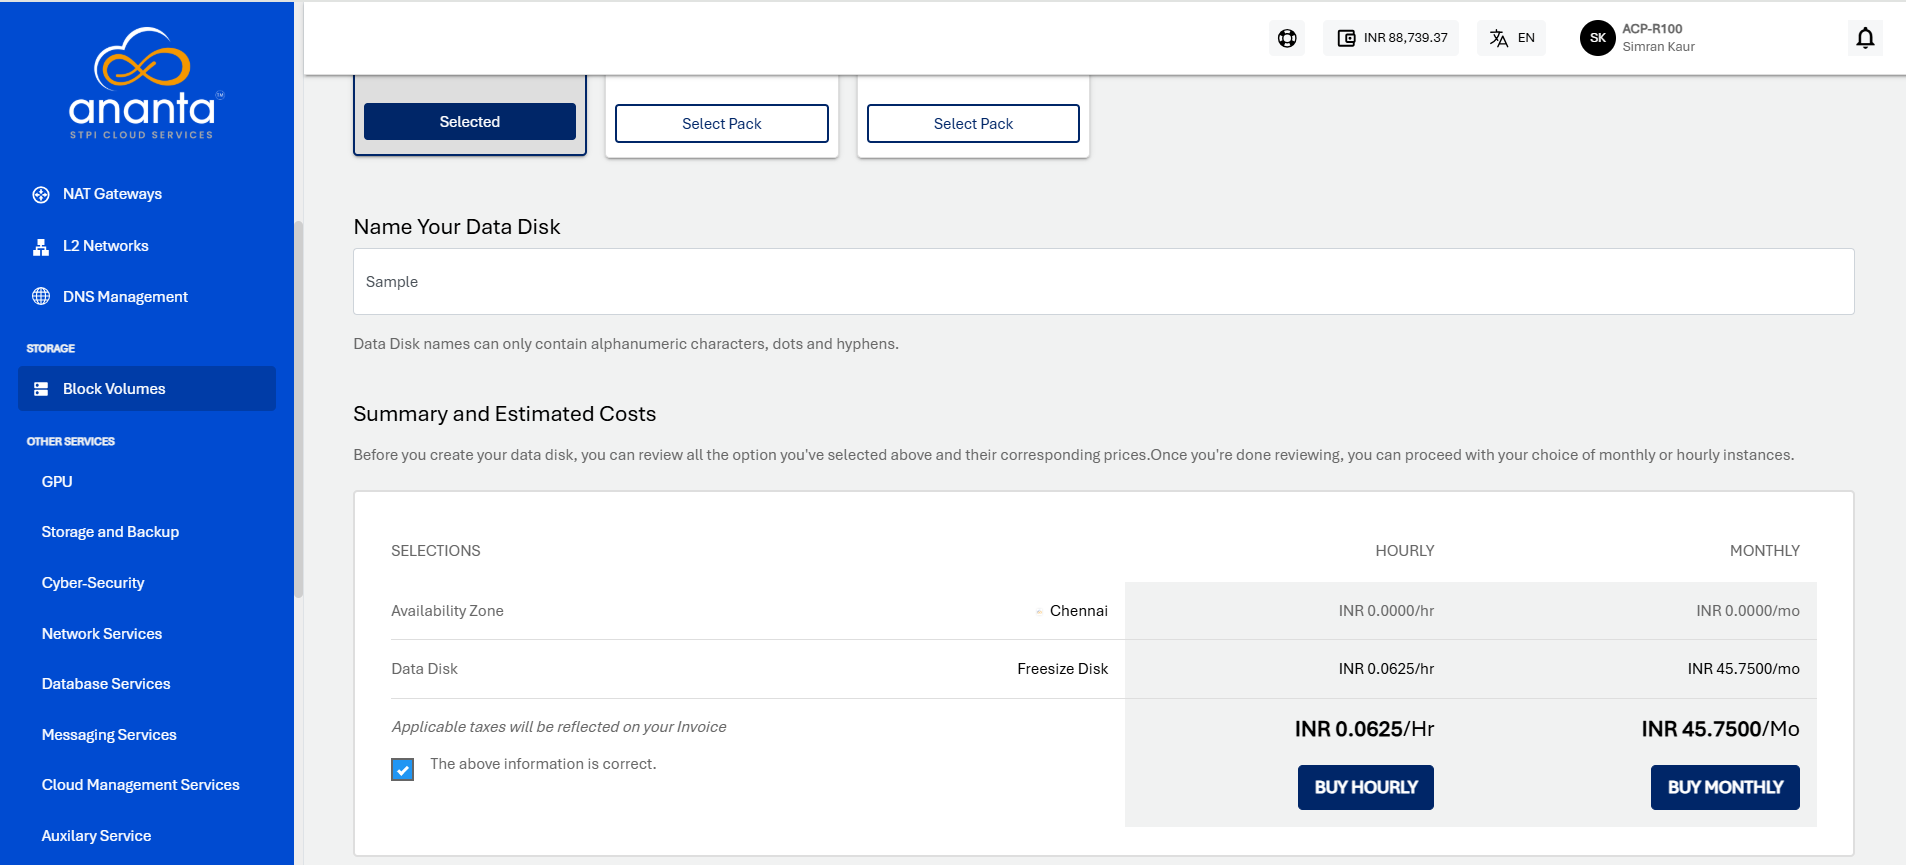 ananta™
STPI CLOUD SERVICES
NAT Gateways
L2 Networks
DNS Management
STORAGE
Block Volumes
OTHER SERVICES
GPU
Storage and Backup
Cyber-Security
Network Services
Database Services
Messaging Services
Cloud Management Services
Auxilary Service
INR 88,739.37
EN
SK
ACP-R100
Simran Kaur
Selected
Select Pack
Select Pack
Name Your Data Disk
Sample
Data Disk names can only contain alphanumeric characters, dots and hyphens.
Summary and Estimated Costs
Before you create your data disk, you can review all the option you've selected above and their corresponding prices.Once you're done reviewing, you can proceed with your choice of monthly or hourly instances.
SELECTIONS HOURLY MONTHLY
Availability Zone Chennai INR 0.0000/hr INR 0.0000/mo
Data Disk Freesize Disk INR 0.0625/hr INR 45.7500/mo
Applicable taxes will be reflected on your Invoice INR 0.0625/Hr INR 45.7500/Mo
The above information is correct.
BUY HOURLY BUY MONTHLY